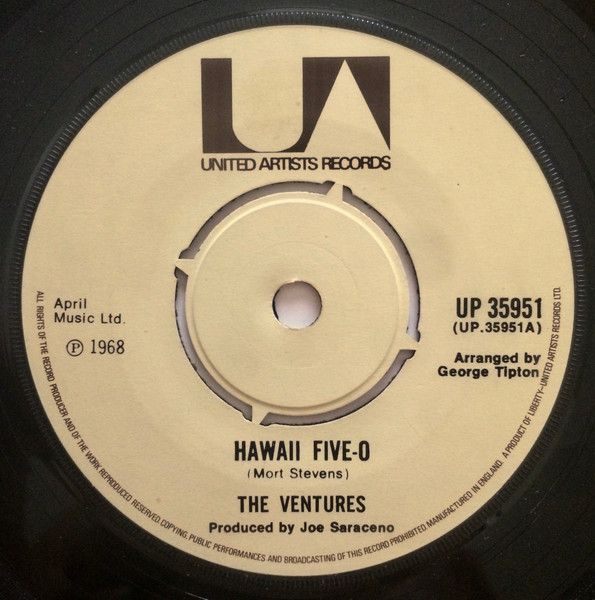 UA
UNITED ARTISTS RECORDS
April
Music Ltd.
℗ 1968
UP 35951
(UP.35951A)
Arranged by
George Tipton
HAWAII FIVE-O
(Mort Stevens)
THE VENTURES
Produced by Joe Saraceno
ALL RIGHTS OF THE RECORD PRODUCER AND OF THE OWNER OF THE WORK REPRODUCED RESERVED. COPYING, PUBLIC PERFORMANCES AND BROADCASTING OF THIS RECORD PROHIBITED. MANUFACTURED IN ENGLAND. A PRODUCT OF LIBERTY-UNITED ARTISTS RECORDS LTD.